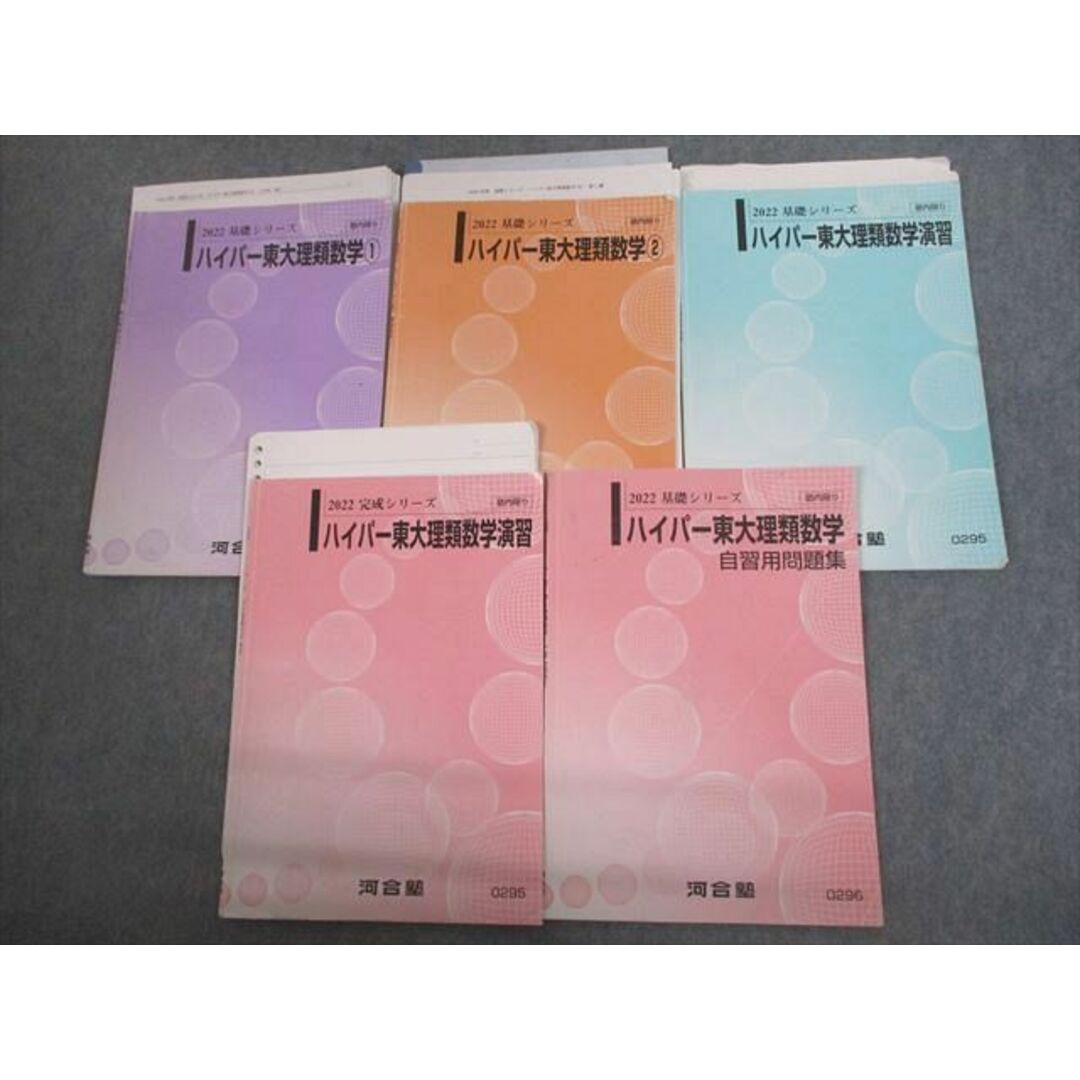 2022 基礎シリーズ
塾内限り
ハイパー東大理類数学①
河合
2022 基礎シリーズ
塾内限り
ハイパー東大理類数学②
2022 基礎シリーズ
塾内限り
ハイパー東大理類数学演習
合塾
0295
2022 完成シリーズ
塾内限り
ハイパー東大理類数学演習
河合塾
0295
2022 基礎シリーズ
塾内限り
ハイパー東大理類数学
自習用問題集
河合塾
0296